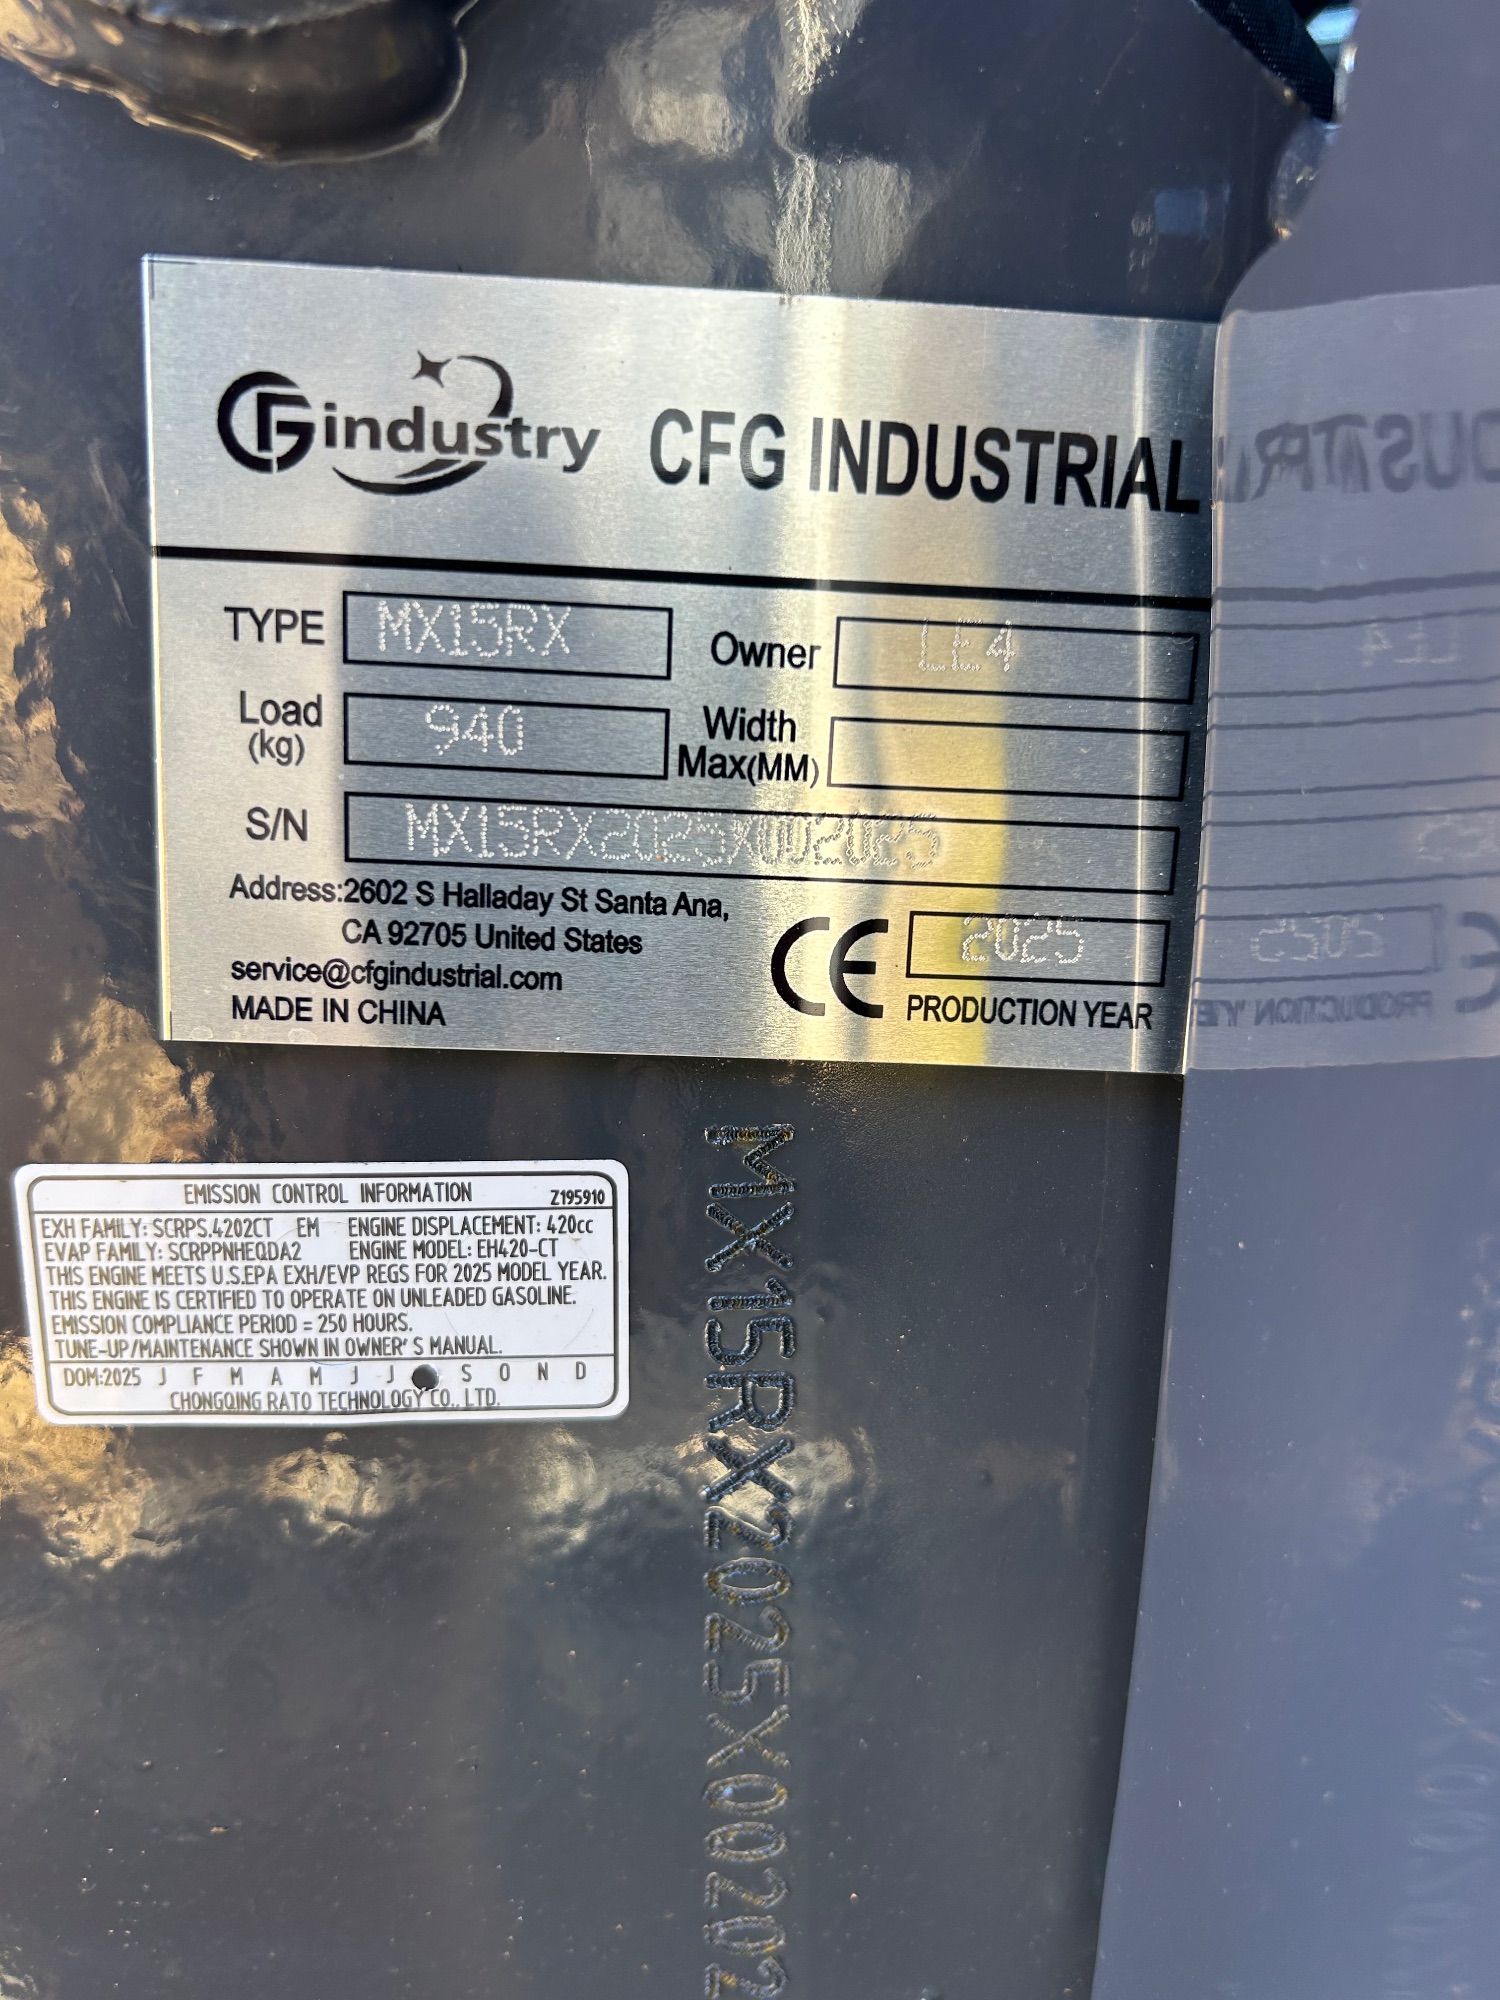 CFG industry CFG INDUSTRIAL
TYPE MX15RX Owner LE4
Load (kg) 940 Width Max(MM)
S/N MX15RX2025X002025
Address:2602 S Halladay St Santa Ana,
CA 92705 United States
service@cfgindustrial.com
MADE IN CHINA
CE 2025
PRODUCTION YEAR
EMISSION CONTROL INFORMATION Z195910
EXH FAMILY: SCRPS.4202CT EM ENGINE DISPLACEMENT: 420cc
EVAP FAMILY: SCRPPNHEQDA2 ENGINE MODEL: EH420-CT
THIS ENGINE MEETS U.S.EPA EXH/EVP REGS FOR 2025 MODEL YEAR.
THIS ENGINE IS CERTIFIED TO OPERATE ON UNLEADED GASOLINE.
EMISSION COMPLIANCE PERIOD = 250 HOURS.
TUNE-UP/MAINTENANCE SHOWN IN OWNER' S MANUAL.
DOM:2025 J F M A M J J S O N D
CHONGQING RATO TECHNOLOGY CO., LTD.
MX15RX2025X00202